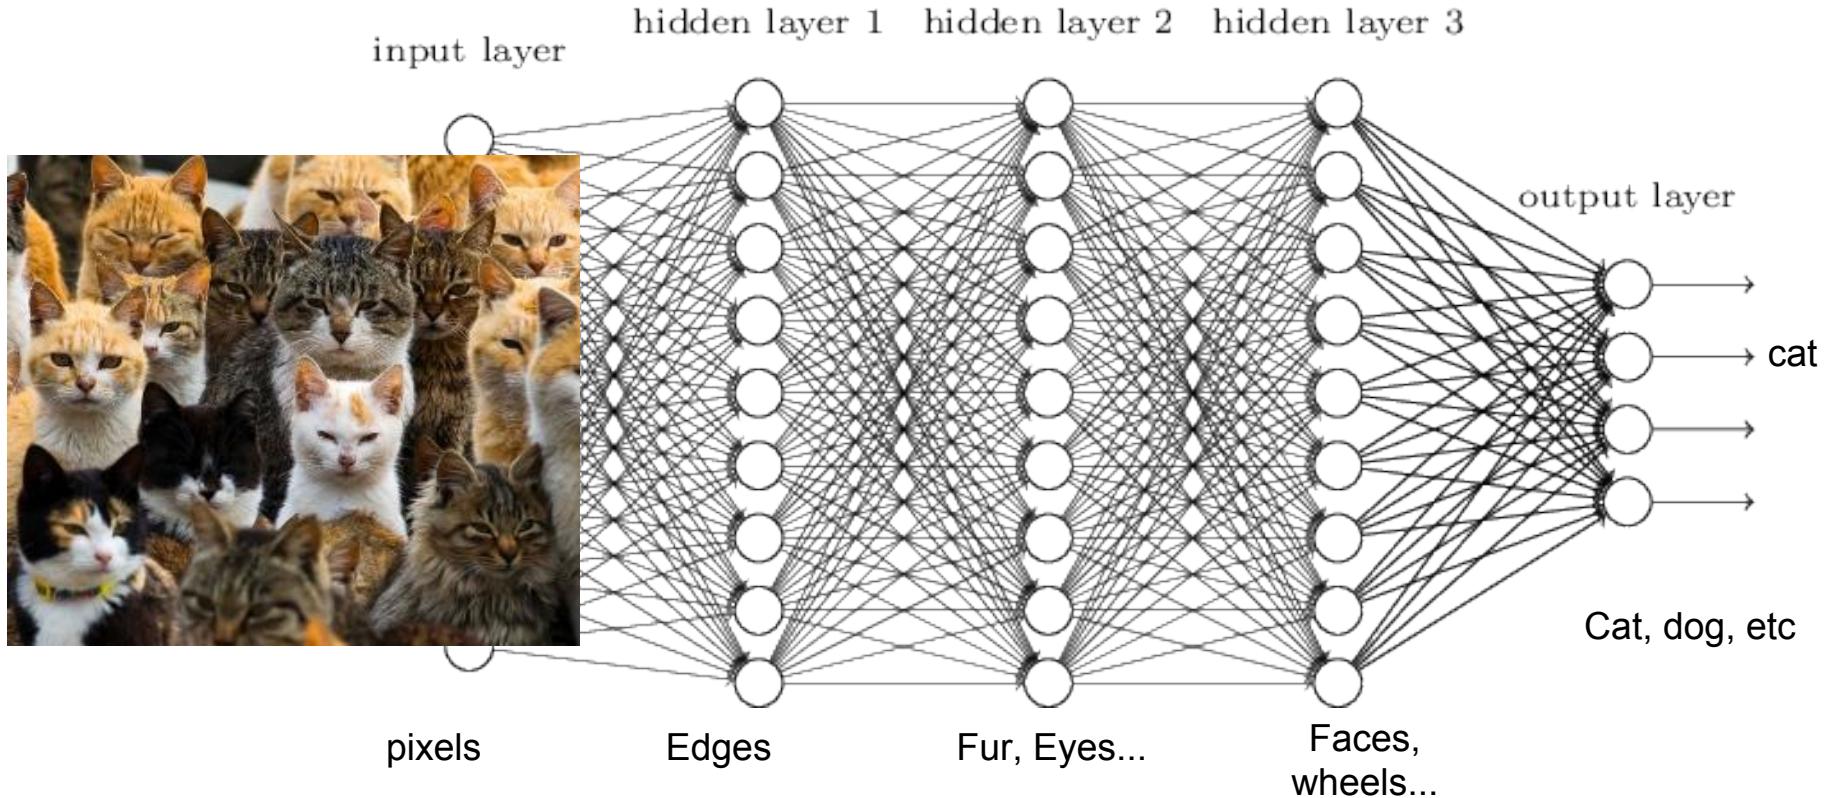 input layer
hidden layer 1
hidden layer 2
hidden layer 3
output layer
cat
Cat, dog, etc
pixels
Edges
Fur, Eyes...
Faces,
wheels...